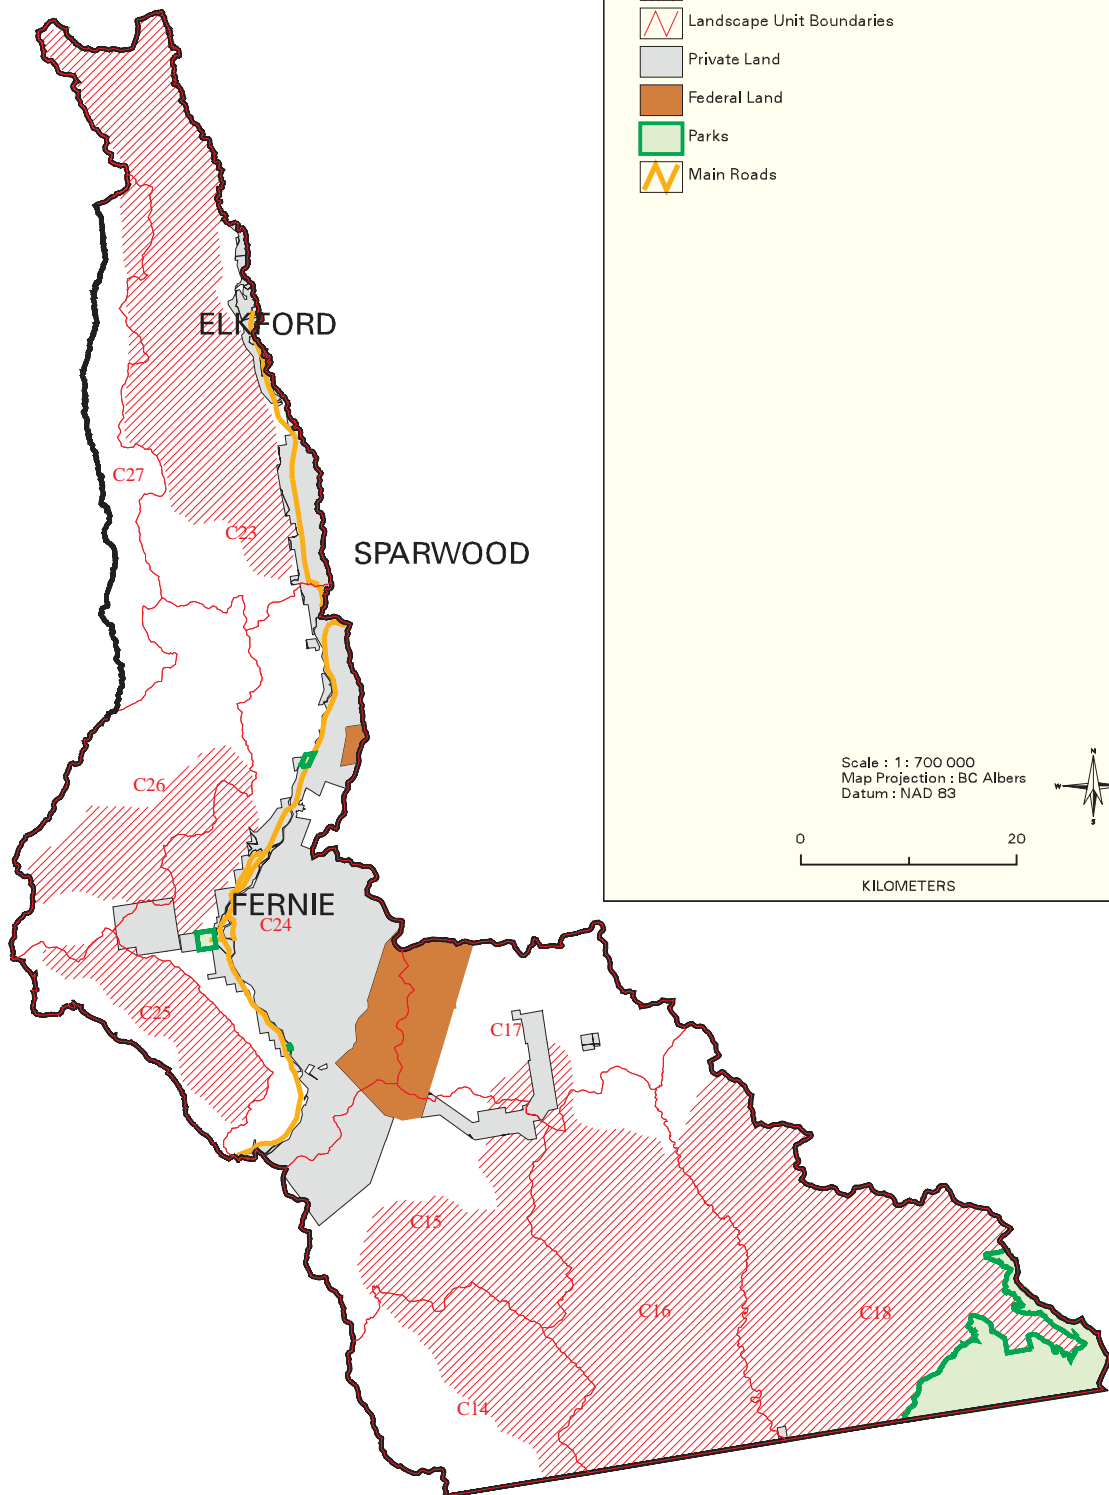 Landscape Unit Boundaries
Private Land
Federal Land
Parks
Main Roads
ELKFORD
C27
C23
SPARWOOD
C26
Scale : 1 : 700 000
Map Projection : BC Albers
Datum : NAD 83
N
W
S
0 20
KILOMETERS
FERNIE
C24
C25
C17
C15
C16
C18
C14